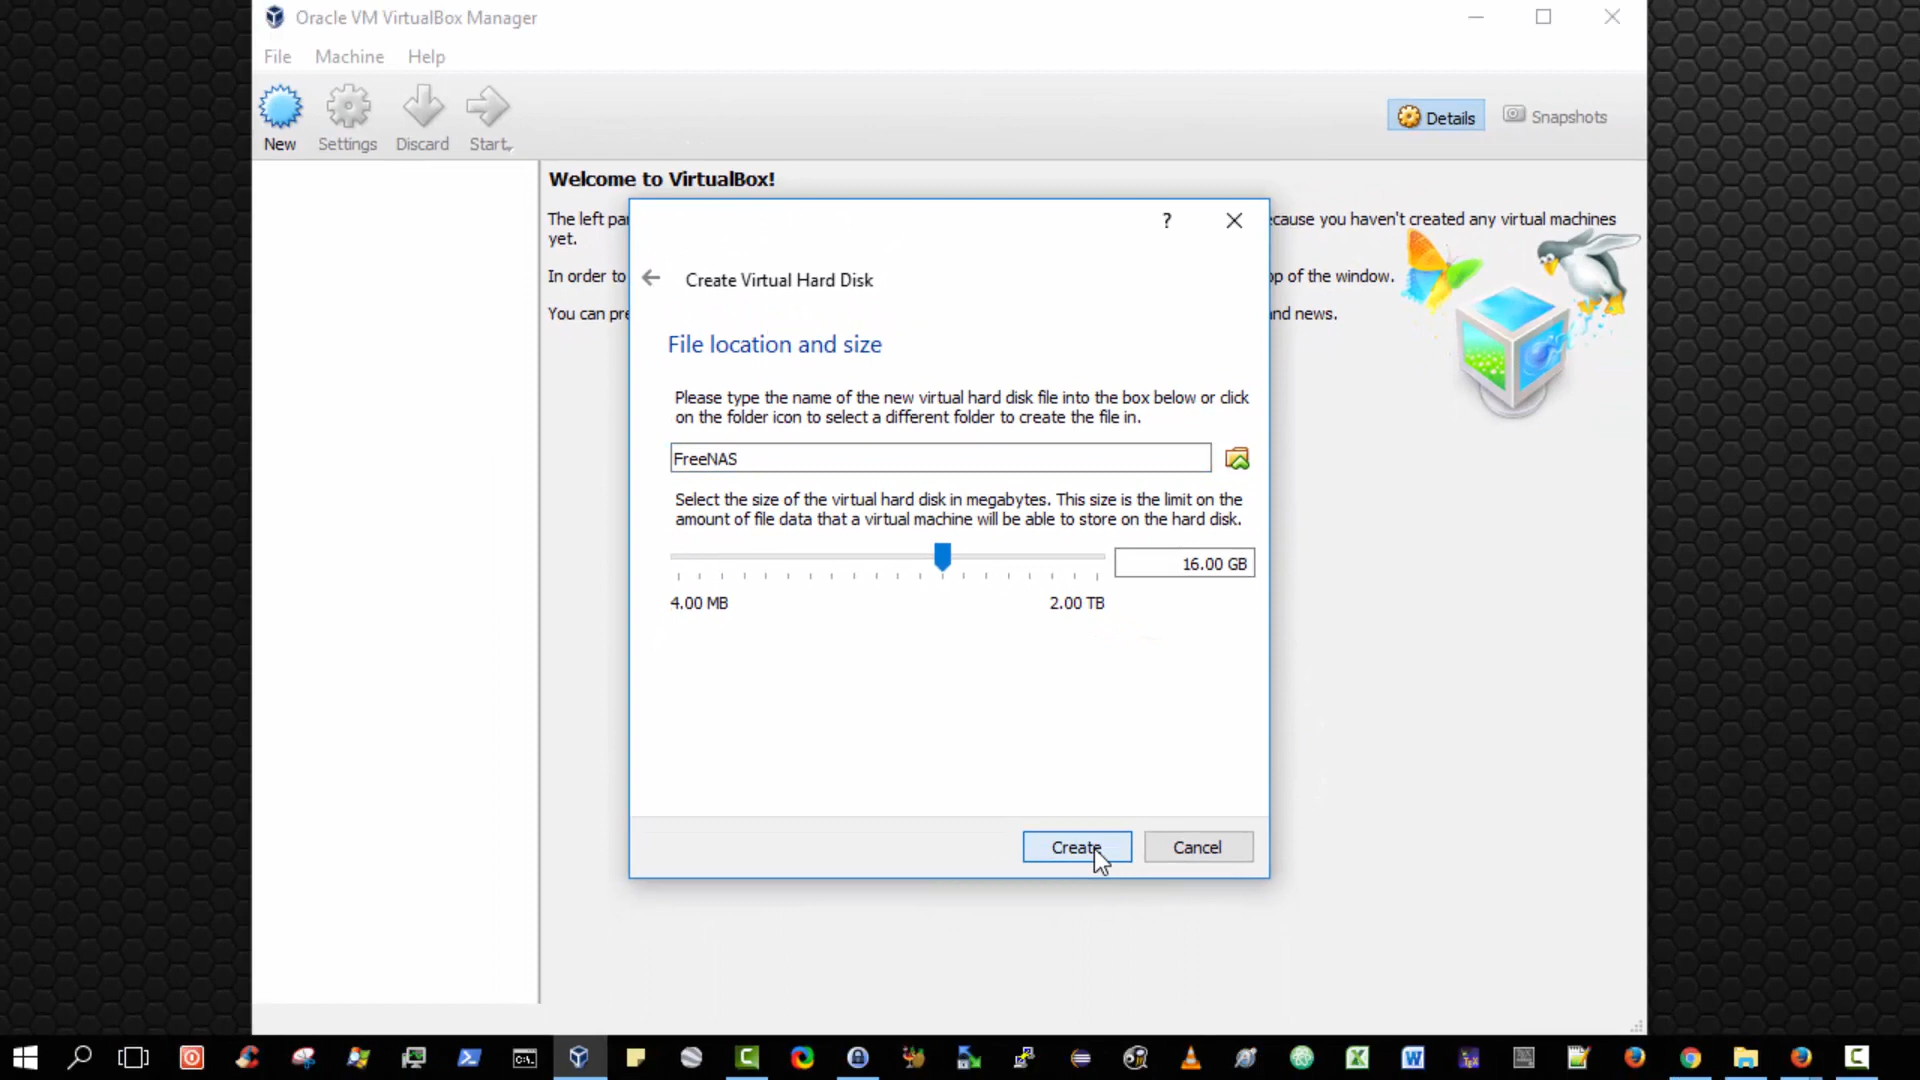 Oracle VM VirtualBox Manager
File Machine Help
New Settings Discard Start
Details Snapshots
Welcome to VirtualBox!
The left pa
ecause you haven't created any virtual machines
yet.
In order to
op of the window.
You can pre
nd news.
?
Create Virtual Hard Disk
File location and size
Please type the name of the new virtual hard disk file into the box below or click
on the folder icon to select a different folder to create the file in.
FreeNAS
Select the size of the virtual hard disk in megabytes. This size is the limit on the
amount of file data that a virtual machine will be able to store on the hard disk.
16.00 GB
4.00 MB 2.00 TB
Create Cancel